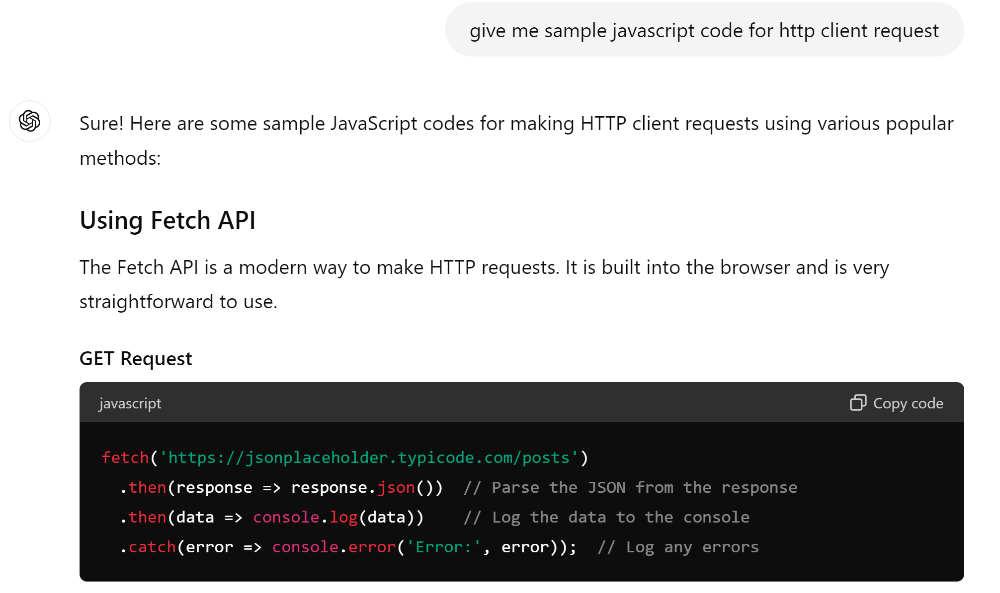 give me sample javascript code for http client request
Sure! Here are some sample JavaScript codes for making HTTP client requests using various popular
methods:
Using Fetch API
The Fetch API is a modern way to make HTTP requests. It is built into the browser and is very
straightforward to use.
GET Request
javascript Copy code
fetch('https://jsonplaceholder.typicode.com/posts')
  .then(response => response.json())  // Parse the JSON from the response
  .then(data => console.log(data))    // Log the data to the console
  .catch(error => console.error('Error:', error));  // Log any errors